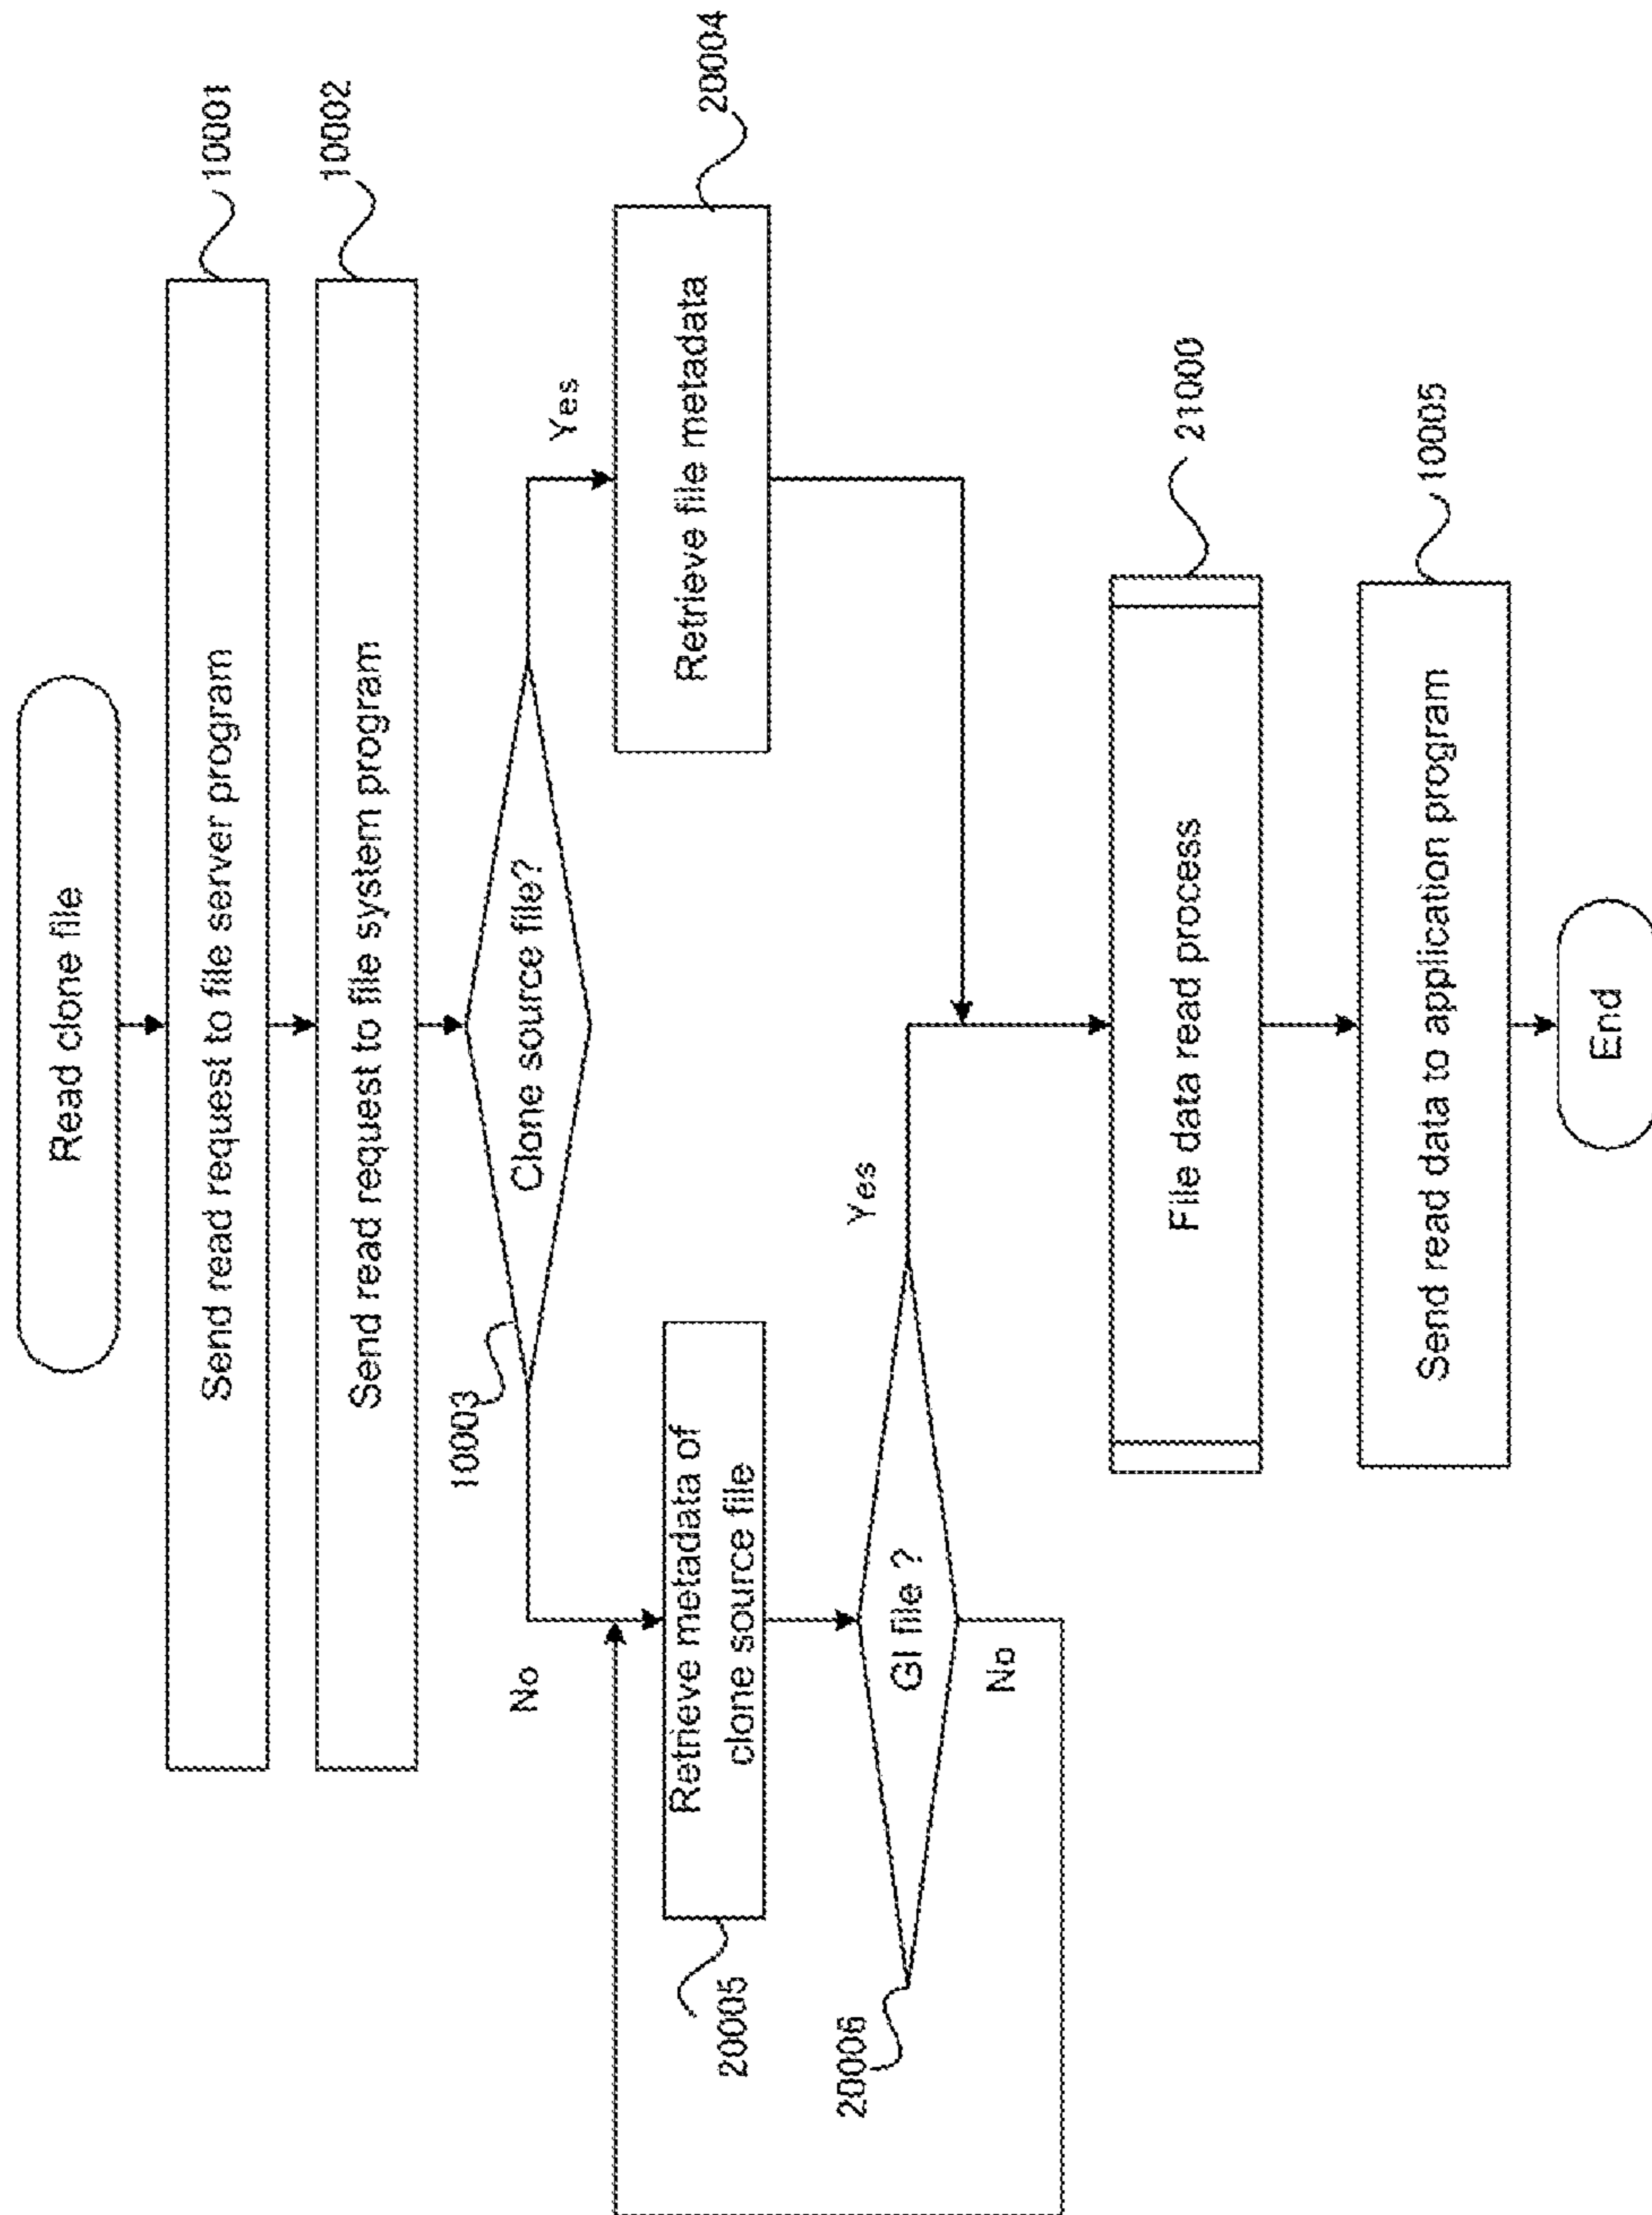 Read clone file
Send read request to file server program
10001
Send read request to file system program
10002
Clone source file?
10003
Yes
No
Retrieve file metadata
20004
Retrieve metadata of
clone source file
20005
GI file ?
20006
Yes
No
File data read process
21000
Send read data to application program
10005
End